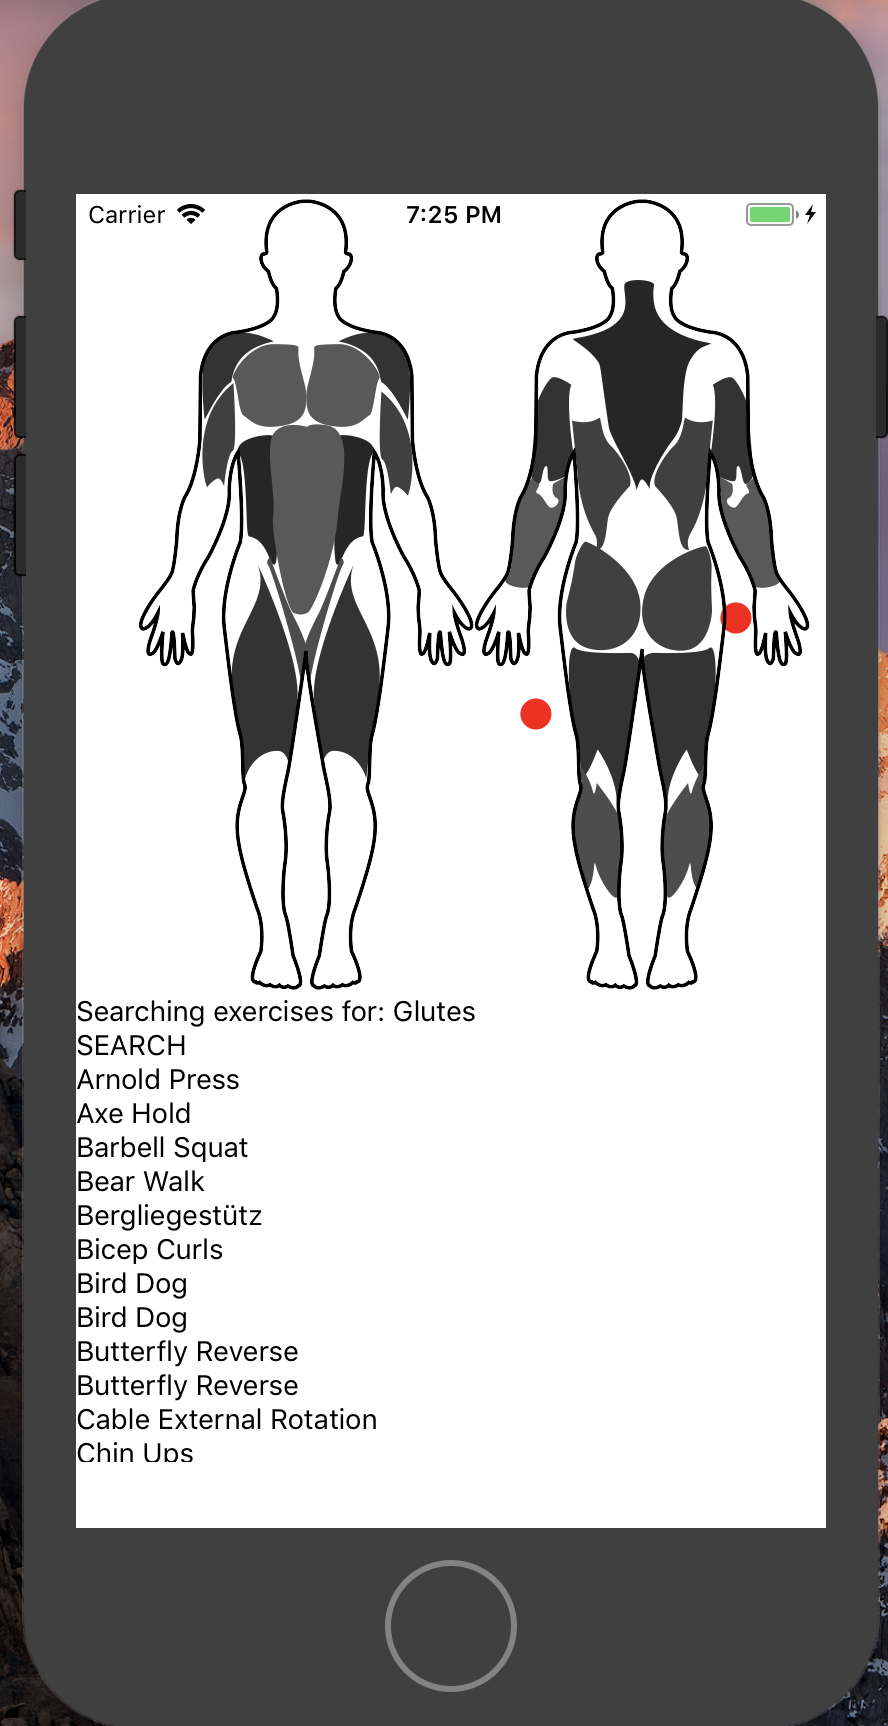 Carrier 7:25 PM
Searching exercises for: Glutes
SEARCH
Arnold Press
Axe Hold
Barbell Squat
Bear Walk
Bergliegestütz
Bicep Curls
Bird Dog
Bird Dog
Butterfly Reverse
Butterfly Reverse
Cable External Rotation
Chin Ups